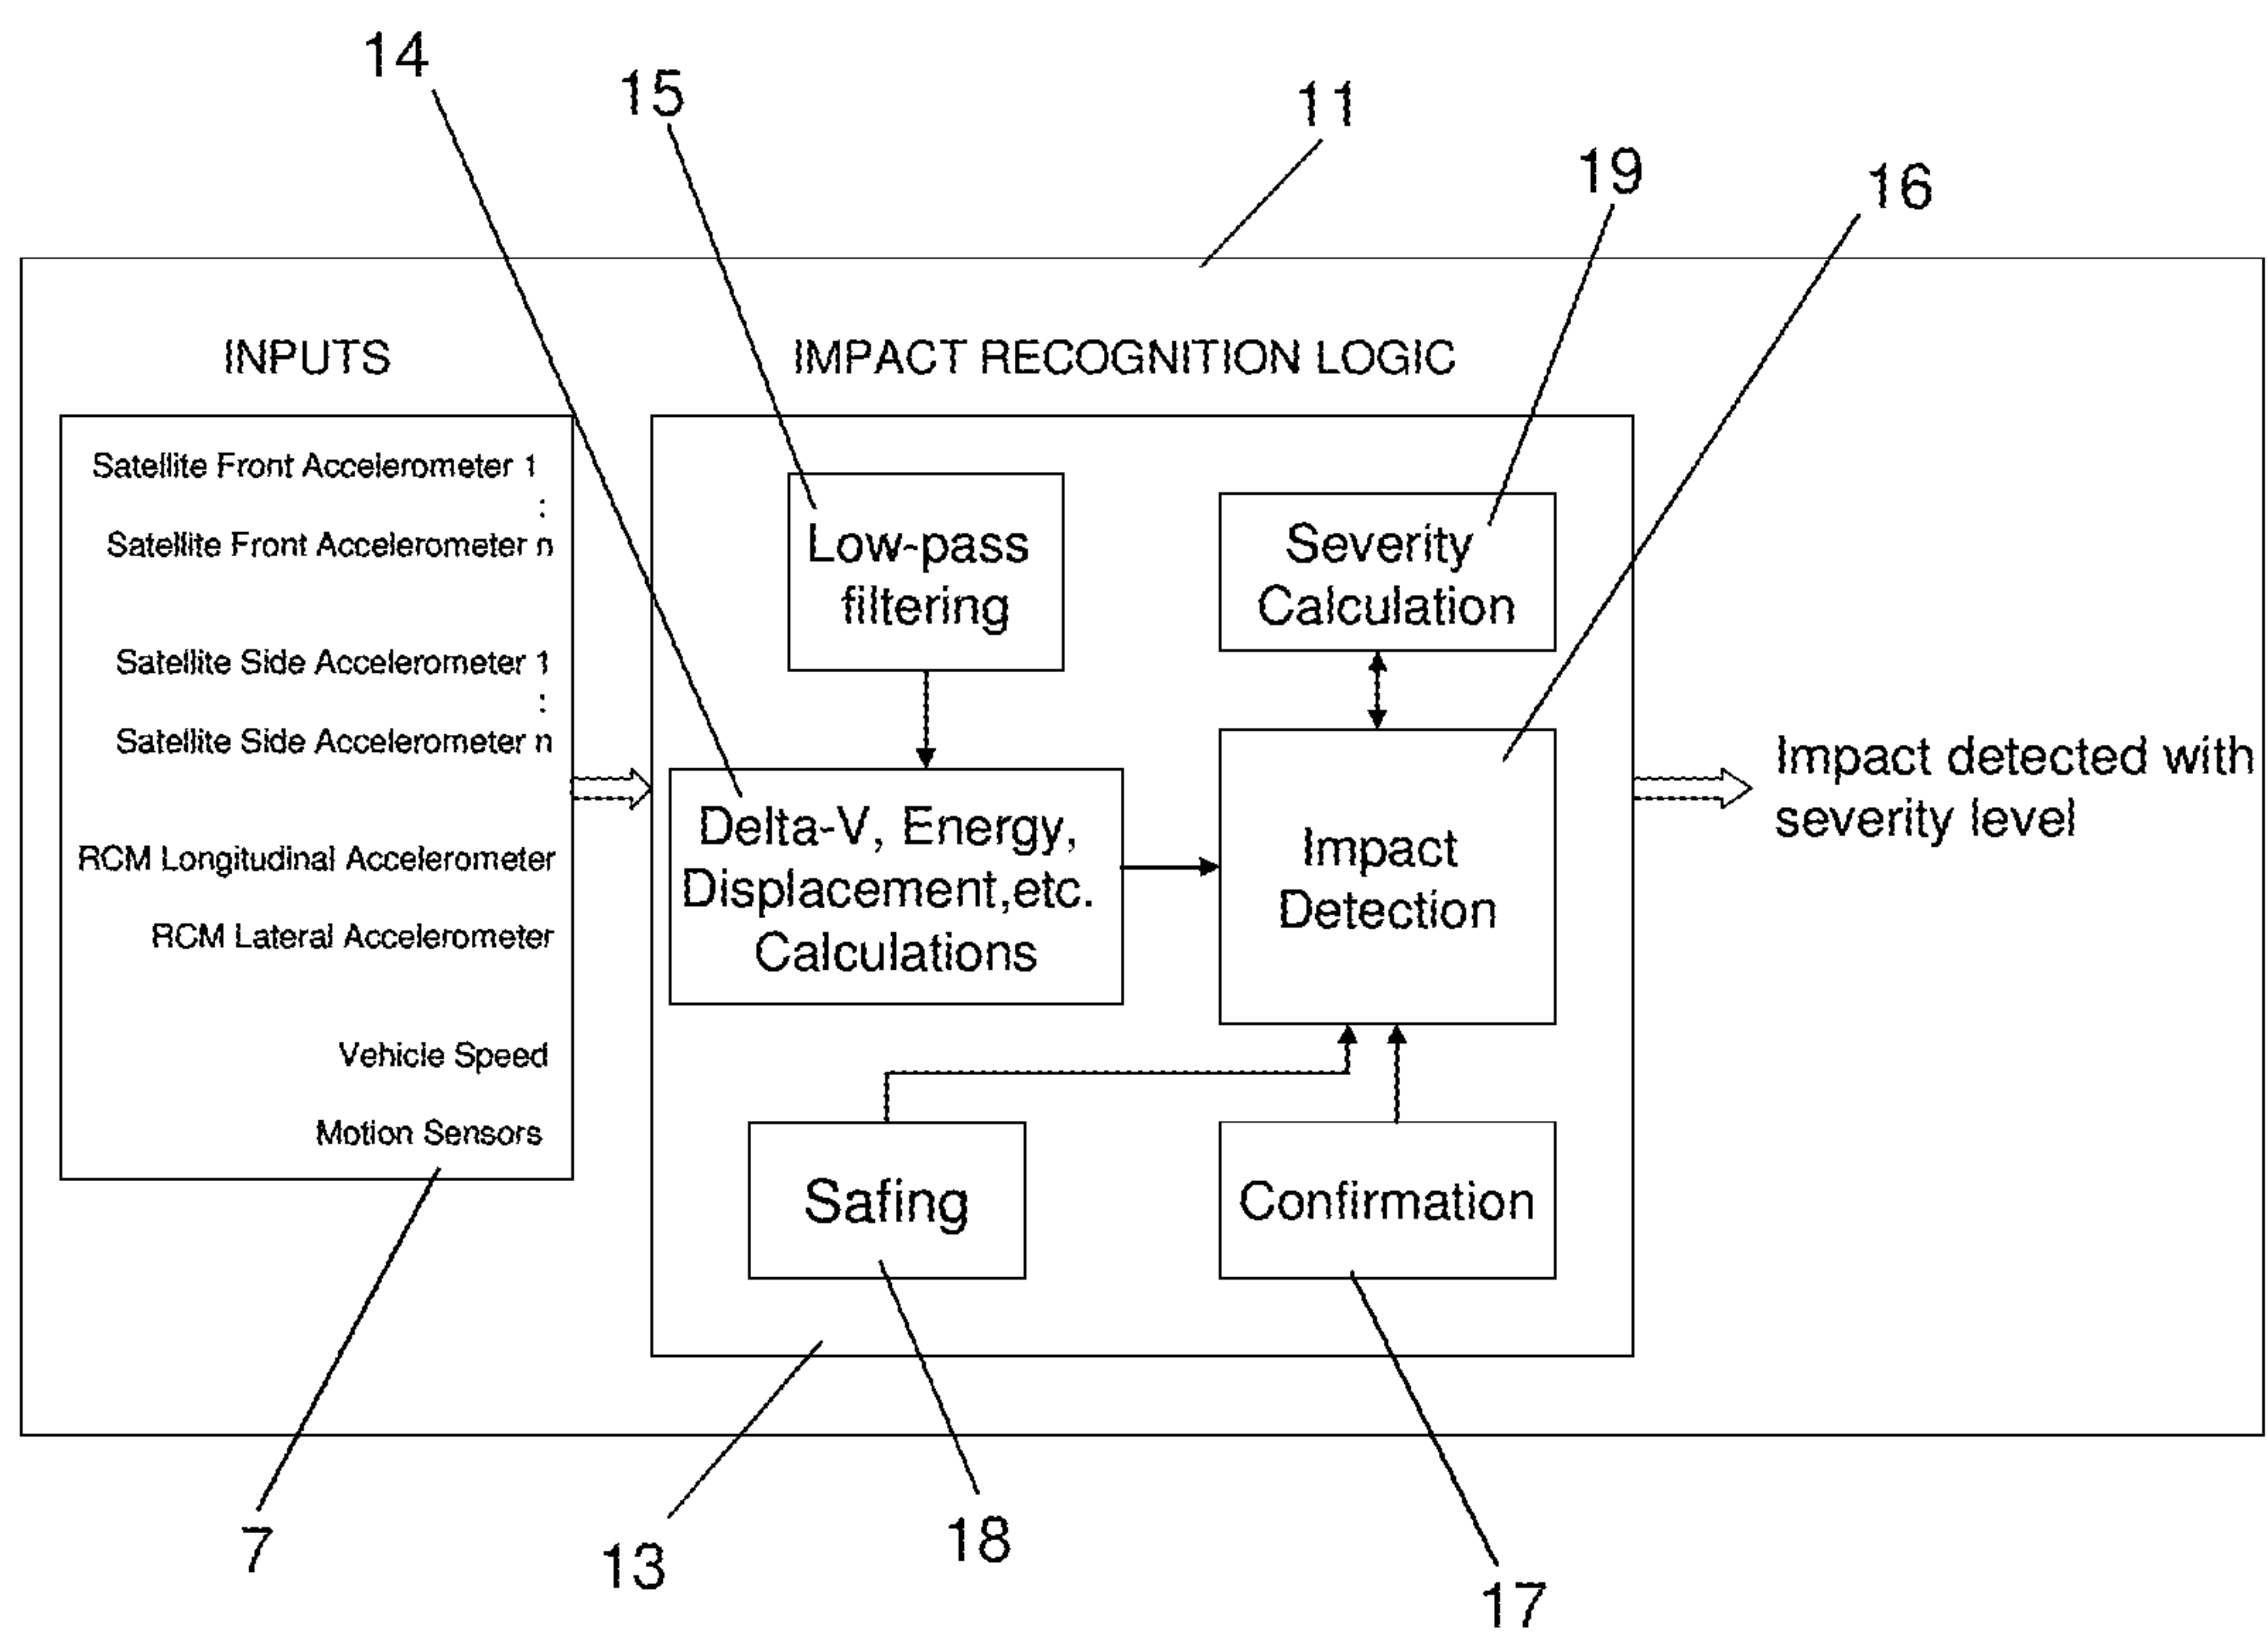 14
15
11
19
16
INPUTS
IMPACT RECOGNITION LOGIC
Satellite Front Accelerometer 1
:
Satellite Front Accelerometer n
Satellite Side Accelerometer 1
:
Satellite Side Accelerometer n
RCM Longitudinal Accelerometer
RCM Lateral Accelerometer
Vehicle Speed
Motion Sensors
Low-pass
filtering
Severity
Calculation
Delta-V, Energy,
Displacement,etc.
Calculations
Impact
Detection
Safing
Confirmation
Impact detected with
severity level
7
13
18
17